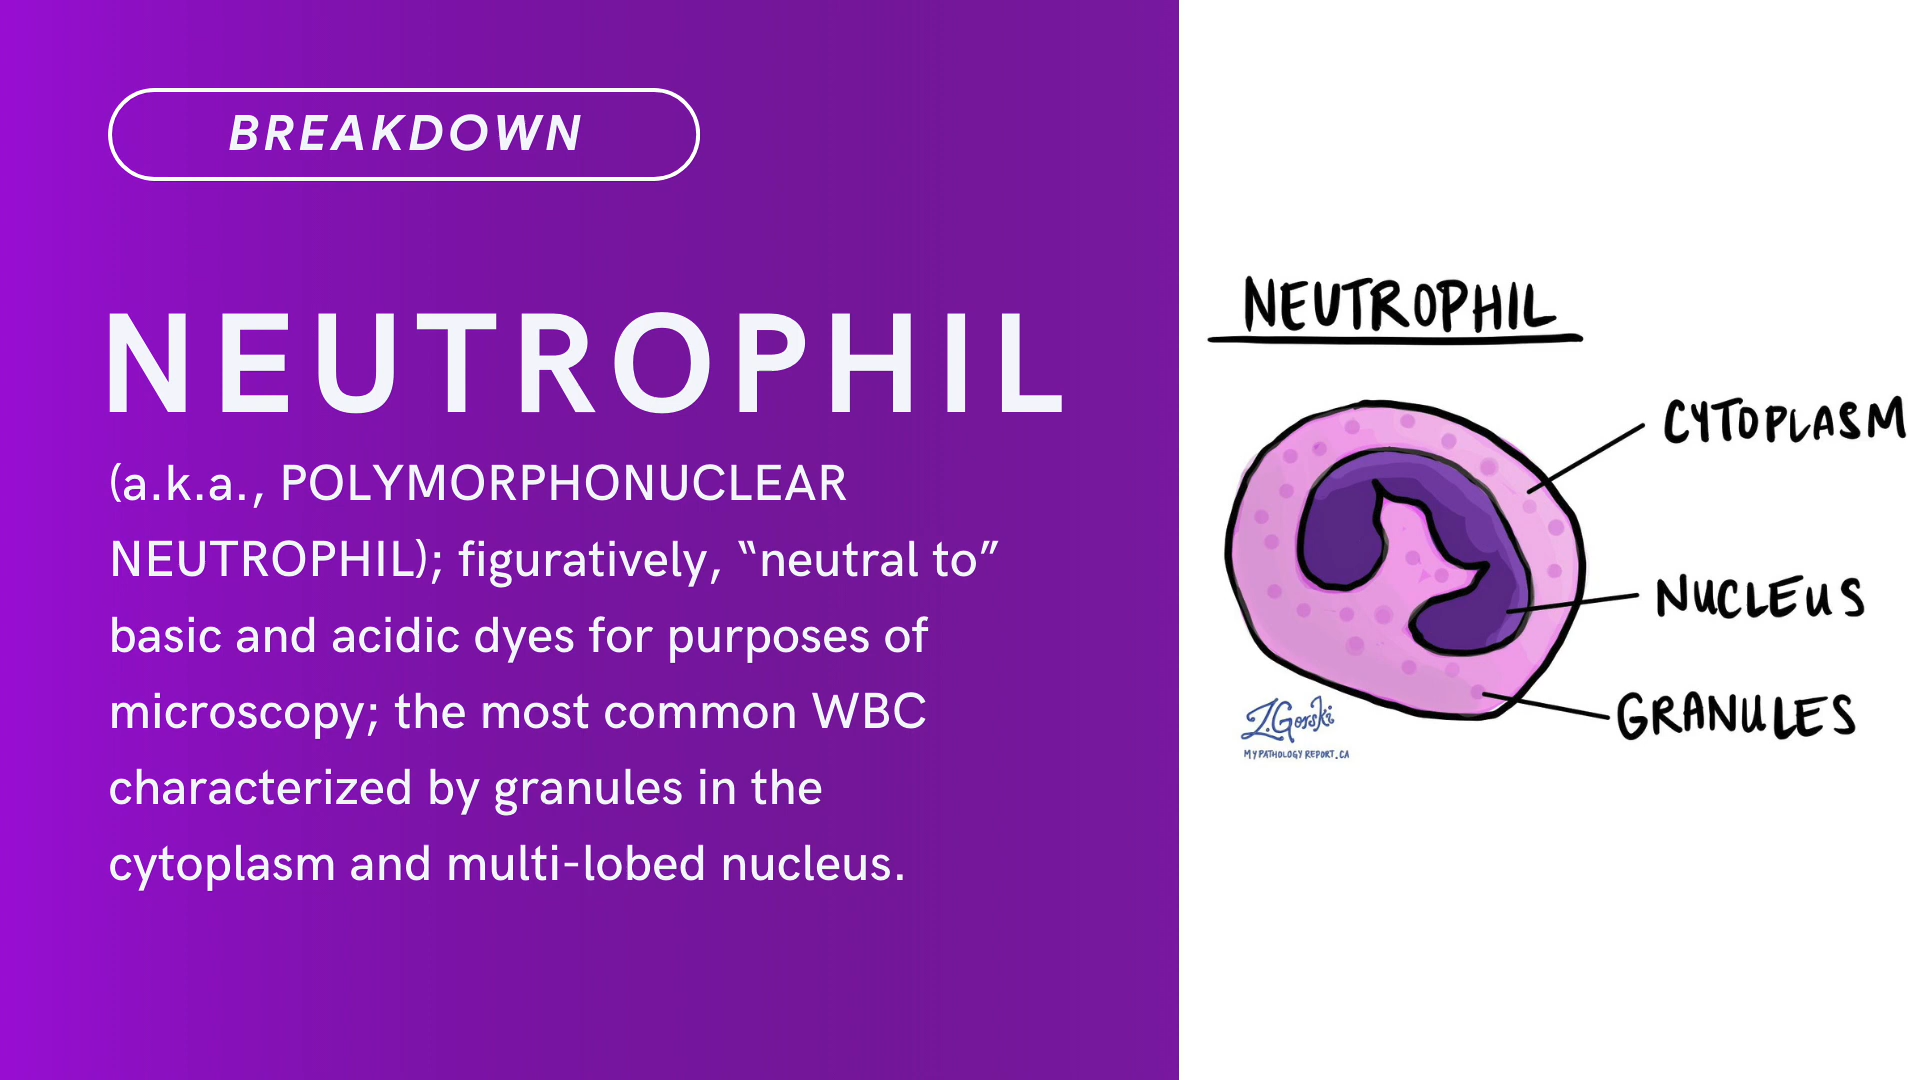 BREAKDOWN
NEUTROPHIL
(a.k.a., POLYMORPHONUCLEAR
NEUTROPHIL); figuratively, “neutral to”
basic and acidic dyes for purposes of
microscopy; the most common WBC
characterized by granules in the
cytoplasm and multi-lobed nucleus.
NEUTROPHIL
CYTOPLASM
NUCLEUS
GRANULES
Z.Gorski
MYPATHOLOGYREPORT.CA